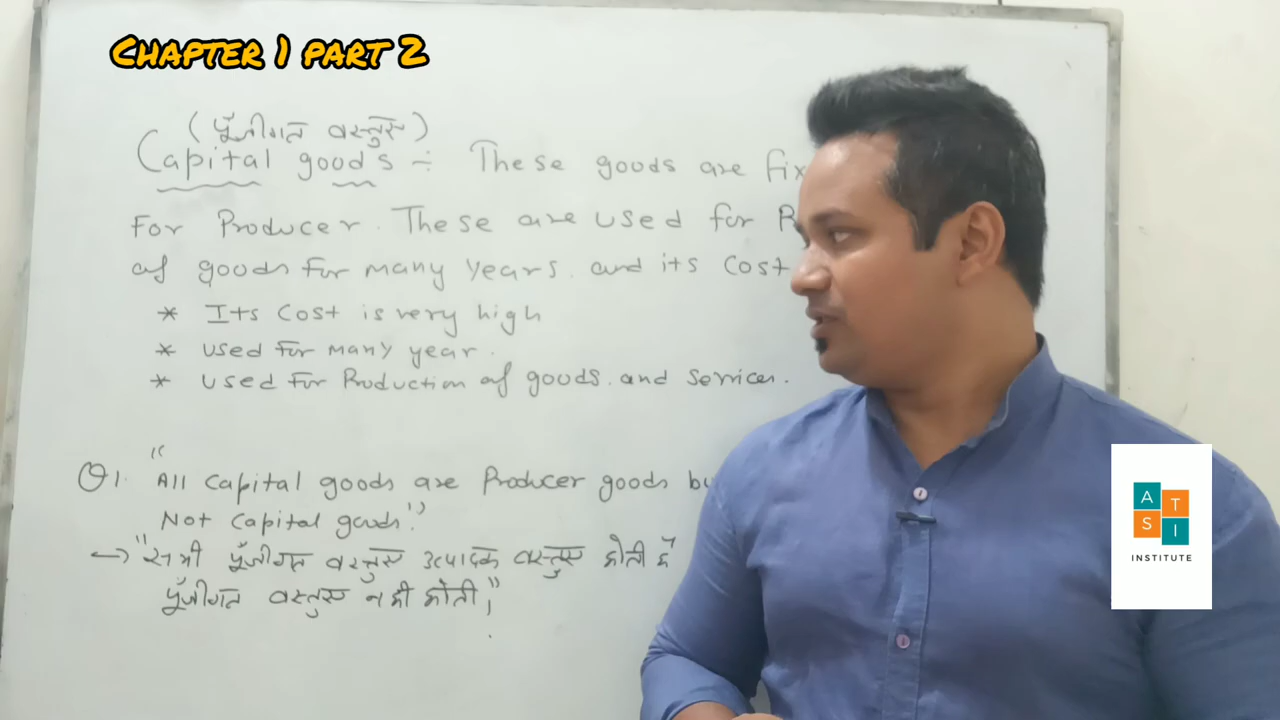 CHAPTER 1 PART 2
(पूँजीगत वस्तुएँ)
Capital goods :- These goods are fix
For Producer. These are used for P
of goods for many years. and its cost
* Its cost is very high
* used for many year.
* used for Production of goods. and services.
Q1. "All capital goods are Producer goods bu
Not capital goods".
→ "सभी पूँजीगत वस्तुएँ उत्पादक वस्तुएँ होती है
पूँजीगत वस्तुएँ नही होती।"
A T
S I
INSTITUTE